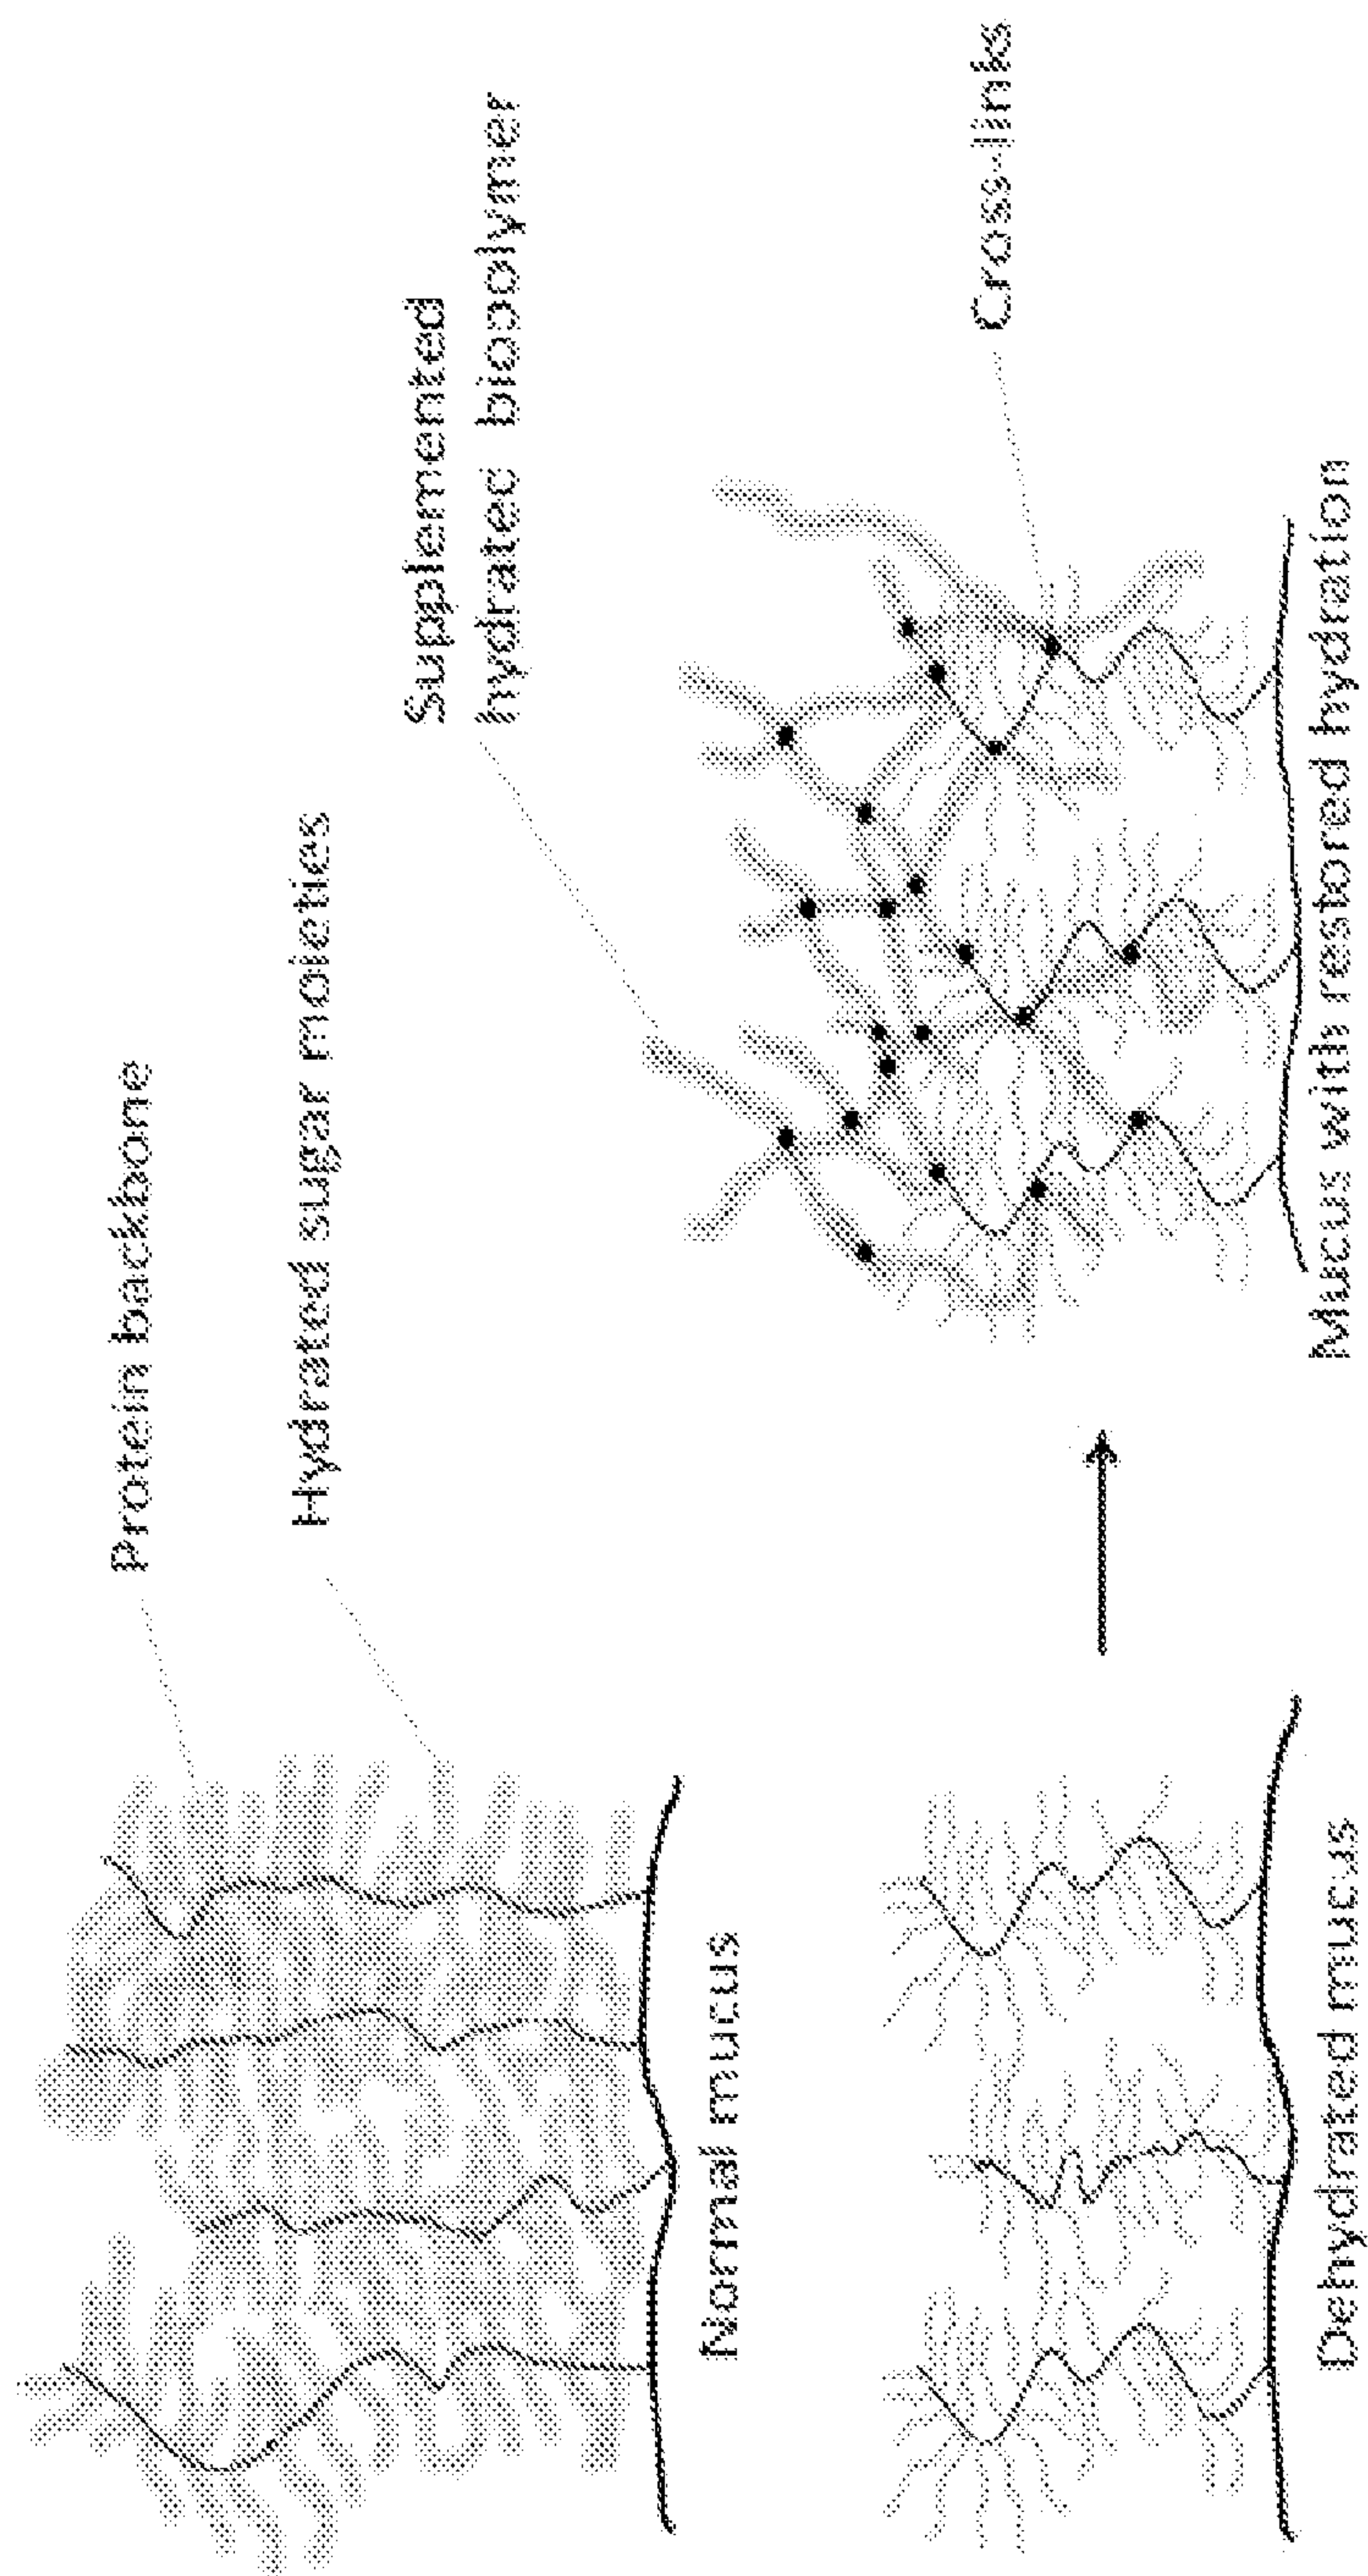 Protein backbone
Hydrated sugar moieties
Normal mucus
Supplemented
hydrated biopolymer
Cross-links
Dehydrated mucus
Mucus with restored hydration